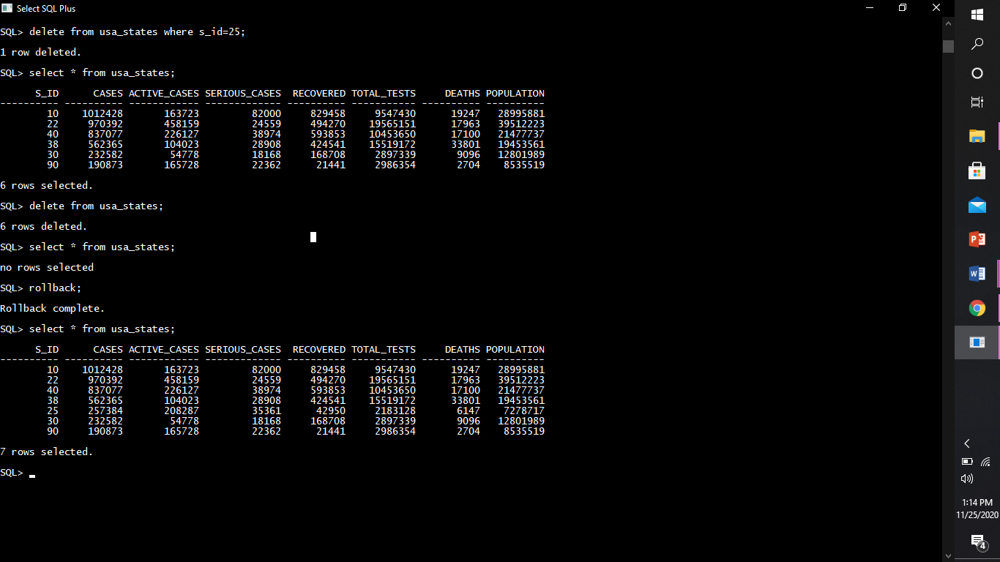 Select SQL Plus
SQL> delete from usa_states where s_id=25;
1 row deleted.
SQL> select * from usa_states;
      S_ID      CASES ACTIVE_CASES SERIOUS_CASES  RECOVERED TOTAL_TESTS     DEATHS POPULATION
---------- ---------- ------------ ------------- ---------- ----------- ---------- ----------
        10    1012428       163723         82000     829458     9547430      19247   28995881
        22     970392       458159         24559     494270    19565151      17963   39512223
        40     837077       226127         38974     593853    10453650      17100   21477737
        38     562365       104023         28908     424541    15519172      33801   19453561
        30     232582        54778         18168     168708     2897339       9096   12801989
        90     190873       165728         22362      21441     2986354       2704    8535519
6 rows selected.
SQL> delete from usa_states;
6 rows deleted.
SQL> select * from usa_states;
no rows selected
SQL> rollback;
Rollback complete.
SQL> select * from usa_states;
      S_ID      CASES ACTIVE_CASES SERIOUS_CASES  RECOVERED TOTAL_TESTS     DEATHS POPULATION
---------- ---------- ------------ ------------- ---------- ----------- ---------- ----------
        10    1012428       163723         82000     829458     9547430      19247   28995881
        22     970392       458159         24559     494270    19565151      17963   39512223
        40     837077       226127         38974     593853    10453650      17100   21477737
        38     562365       104023         28908     424541    15519172      33801   19453561
        25     257384       208287         35361      42950     2183128       6147    7278717
        30     232582        54778         18168     168708     2897339       9096   12801989
        90     190873       165728         22362      21441     2986354       2704    8535519
7 rows selected.
SQL>
P
W
1:14 PM
11/25/2020
4